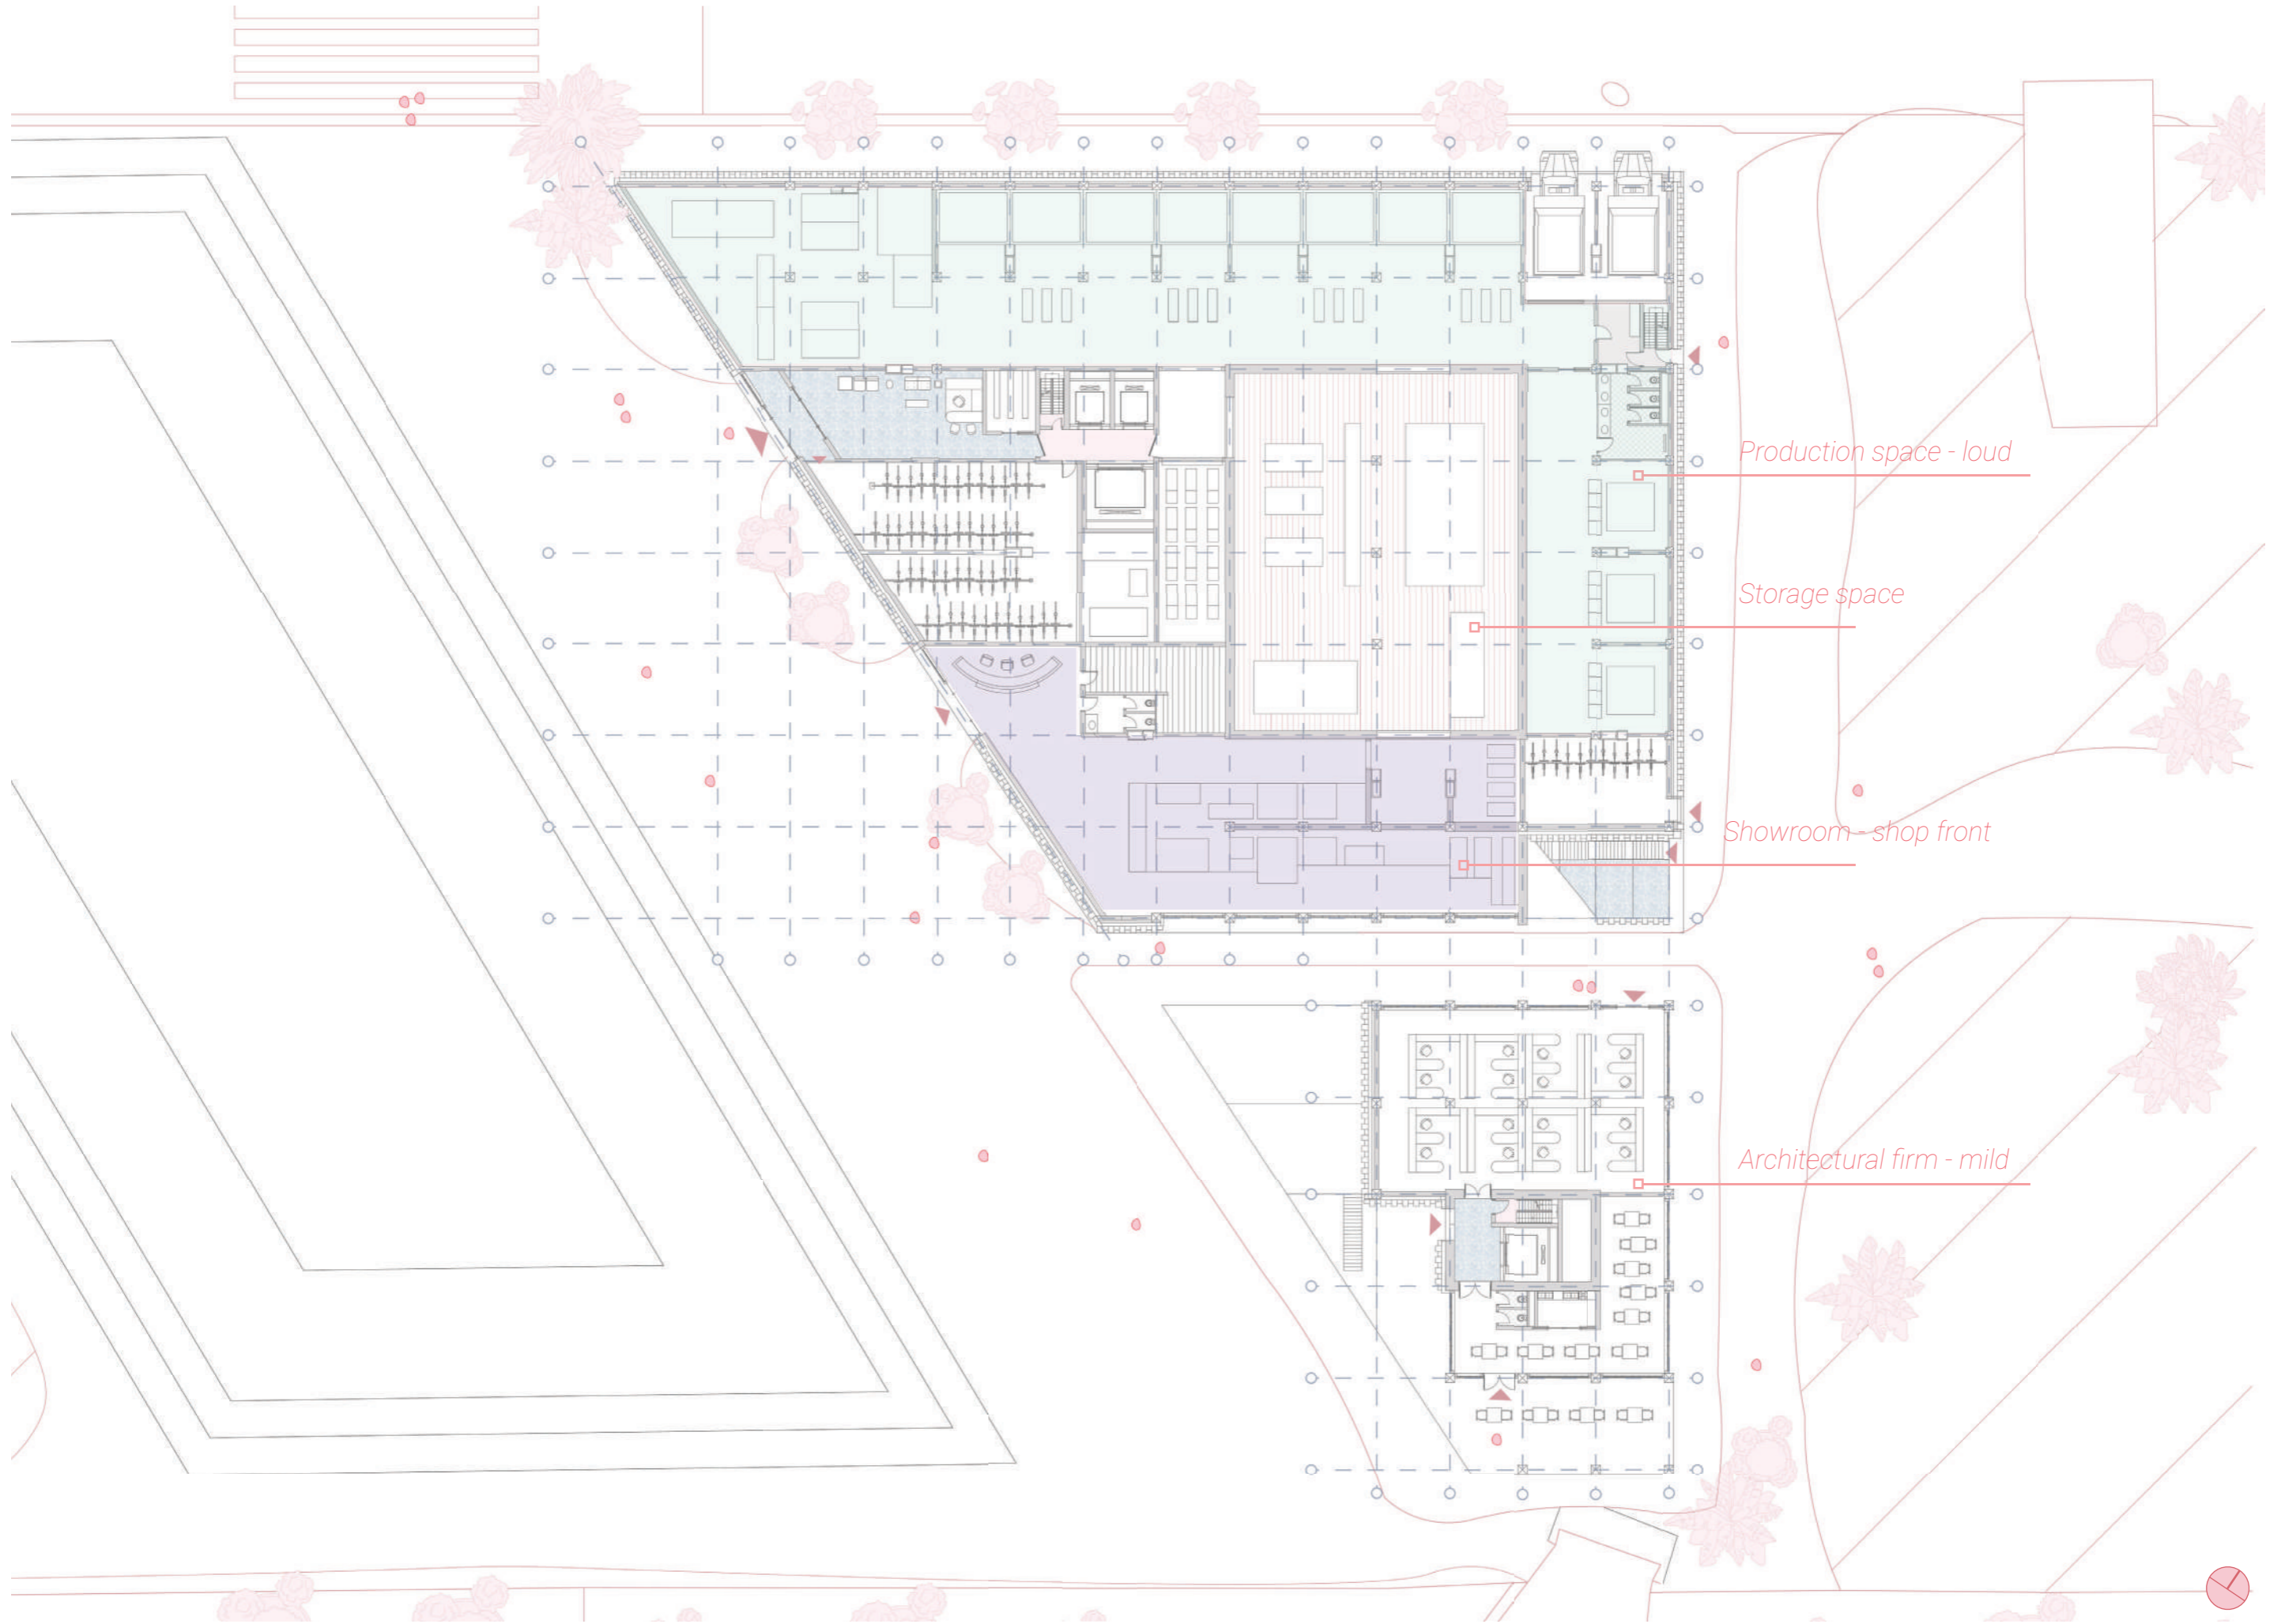 Production space - loud
Storage space
Showroom - shop front
Architectural firm - mild